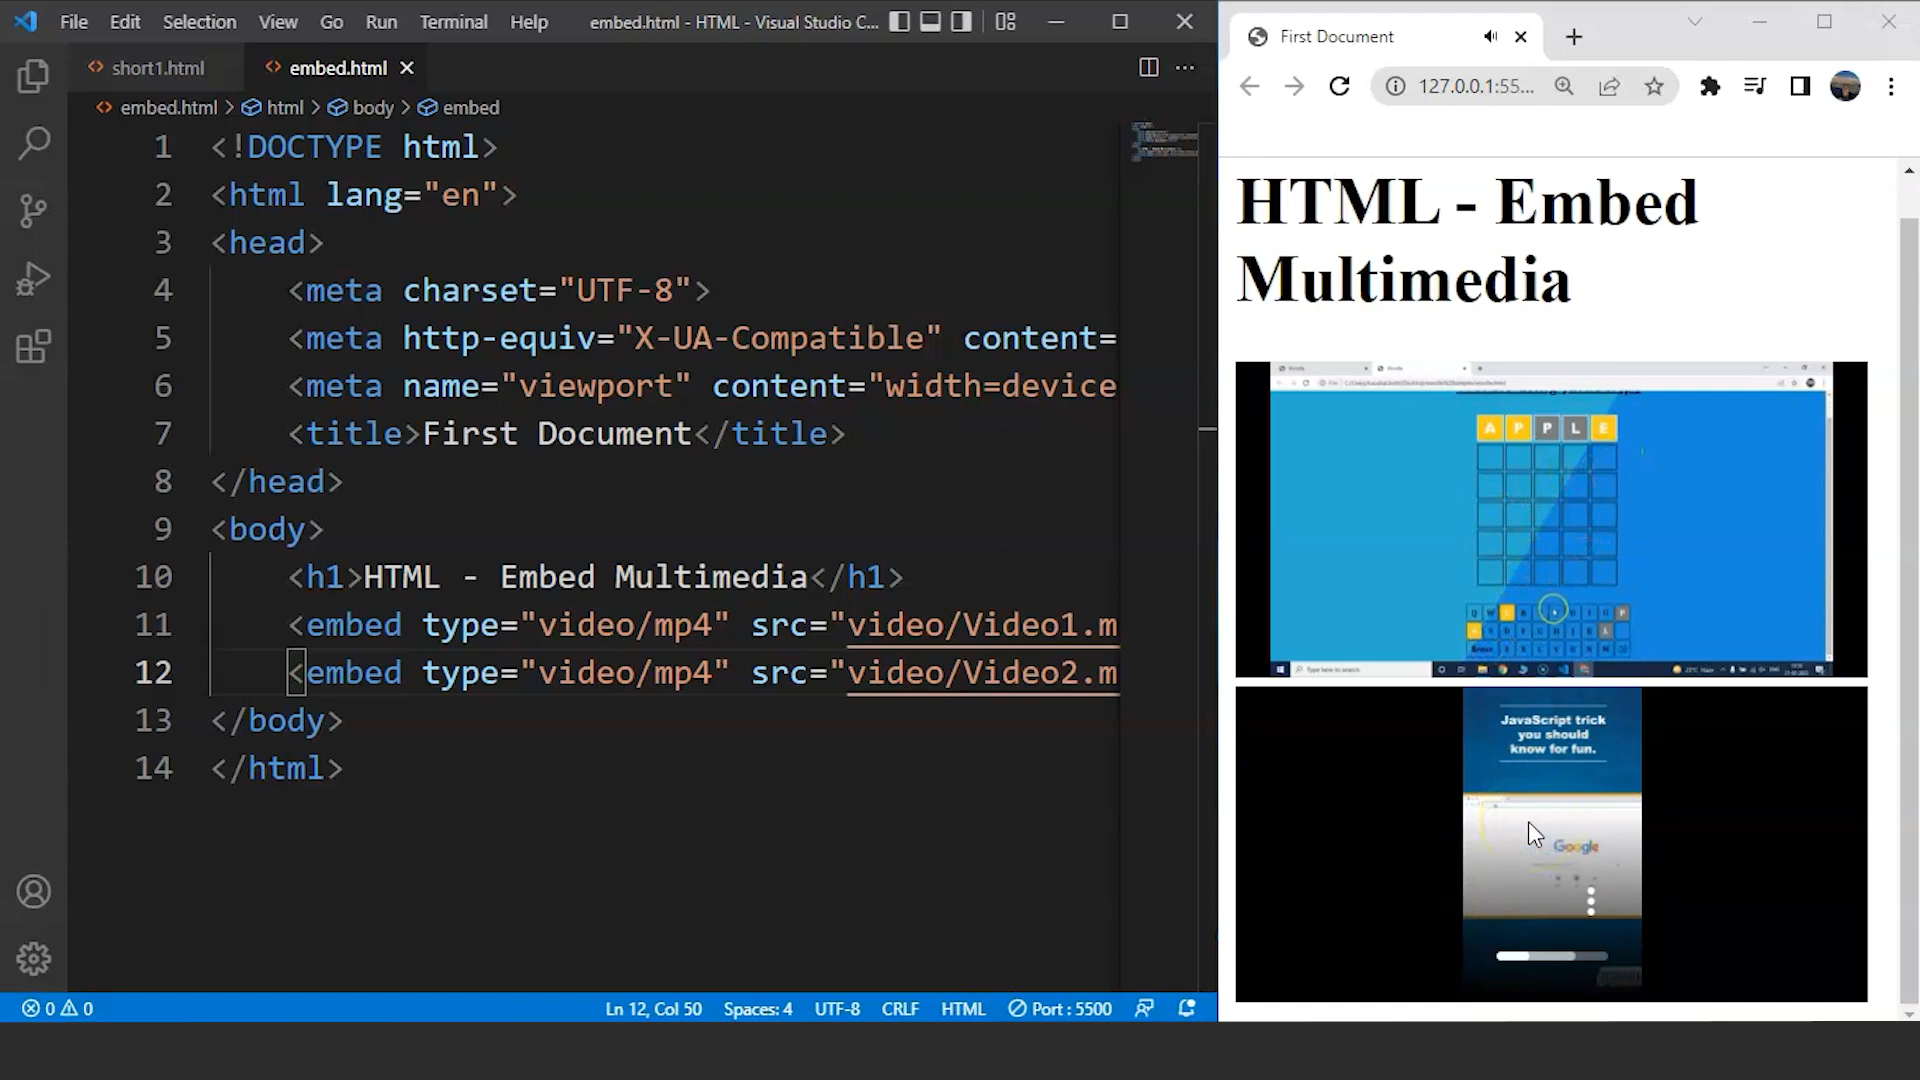 File Edit Selection View Go Run Terminal Help embed.html - HTML - Visual Studio C...
short1.html embed.html
embed.html > html > body > embed
1 <!DOCTYPE html>
2 <html lang="en">
3 <head>
4 <meta charset="UTF-8">
5 <meta http-equiv="X-UA-Compatible" content=
6 <meta name="viewport" content="width=device
7 <title>First Document</title>
8 </head>
9 <body>
10 <h1>HTML - Embed Multimedia</h1>
11 <embed type="video/mp4" src="video/Video1.m
12 <embed type="video/mp4" src="video/Video2.m
13 </body>
14 </html>
0 0 Ln 12, Col 50 Spaces: 4 UTF-8 CRLF HTML Port : 5500
First Document
127.0.0.1:55...
HTML - Embed
Multimedia
A P P L E
Type here to search
JavaScript trick
you should
know for fun.
Google